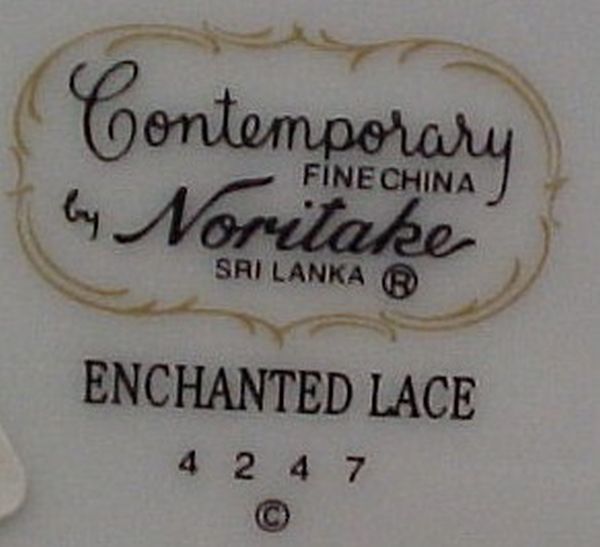 Contemporary
FINE CHINA
by Noritake
SRI LANKA ®
ENCHANTED LACE
4 2 4 7
©